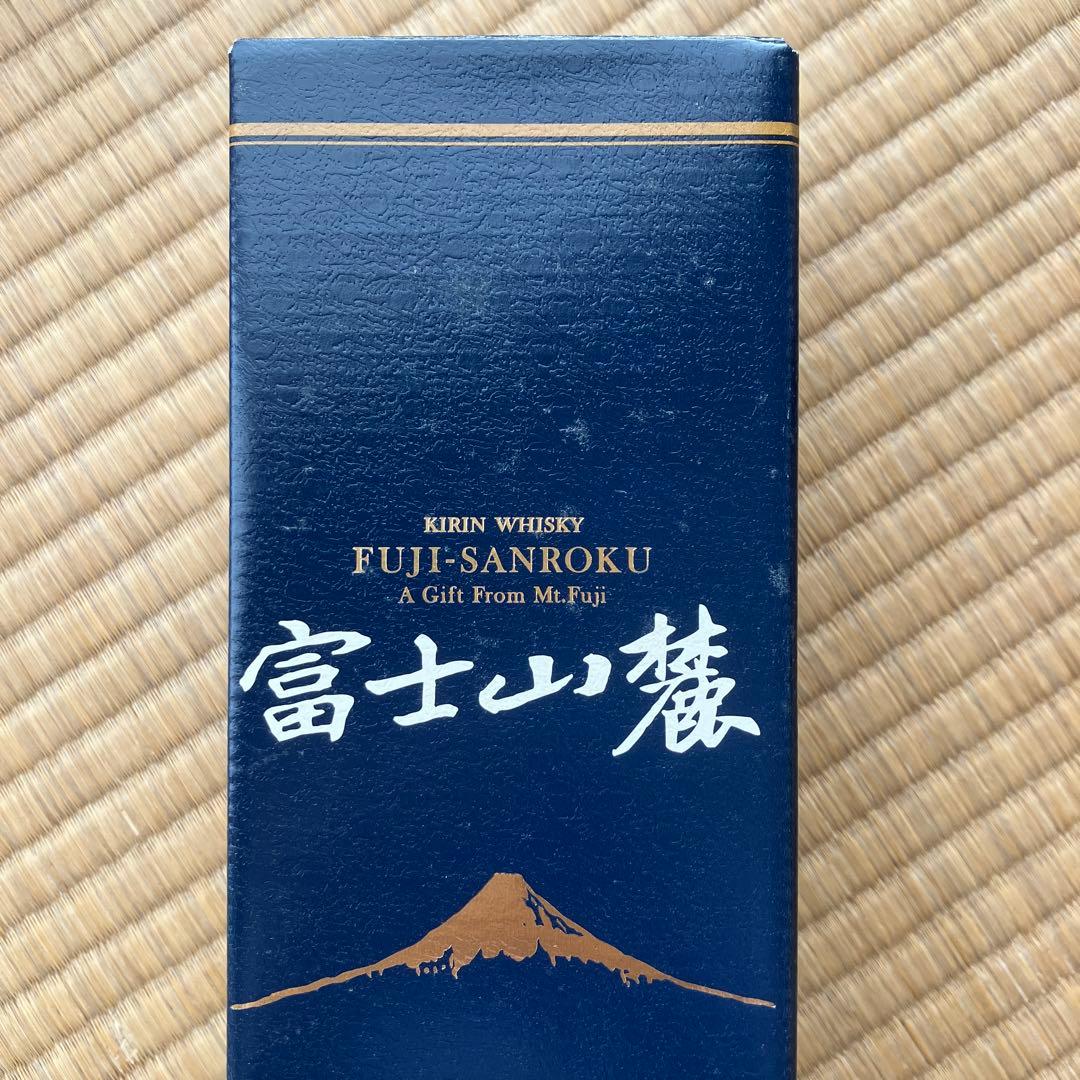 KIRIN WHISKY
FUJI-SANROKU
A Gift From Mt.Fuji
富士山麓